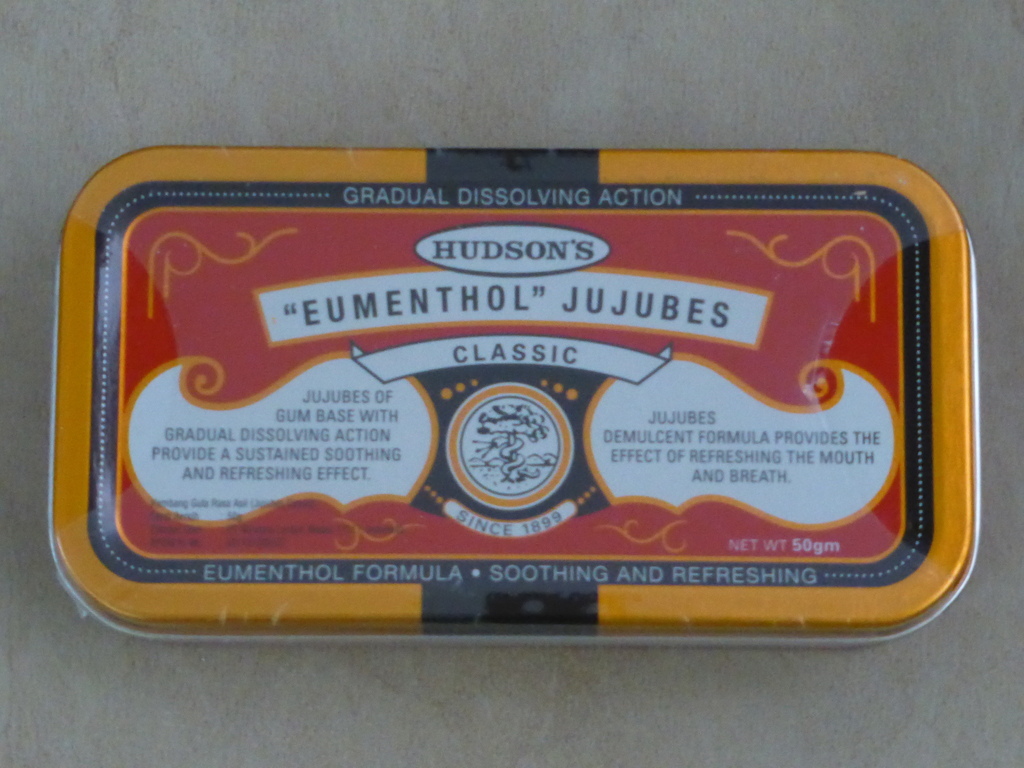 GRADUAL DISSOLVING ACTION
HUDSON'S
"EUMENTHOL" JUJUBES
CLASSIC
JUJUBES OF
GUM BASE WITH
GRADUAL DISSOLVING ACTION
PROVIDE A SUSTAINED SOOTHING
AND REFRESHING EFFECT.
JUJUBES
DEMULCENT FORMULA PROVIDES THE
EFFECT OF REFRESHING THE MOUTH
AND BREATH.
SINCE 1899
NET WT 50gm
EUMENTHOL FORMULA • SOOTHING AND REFRESHING